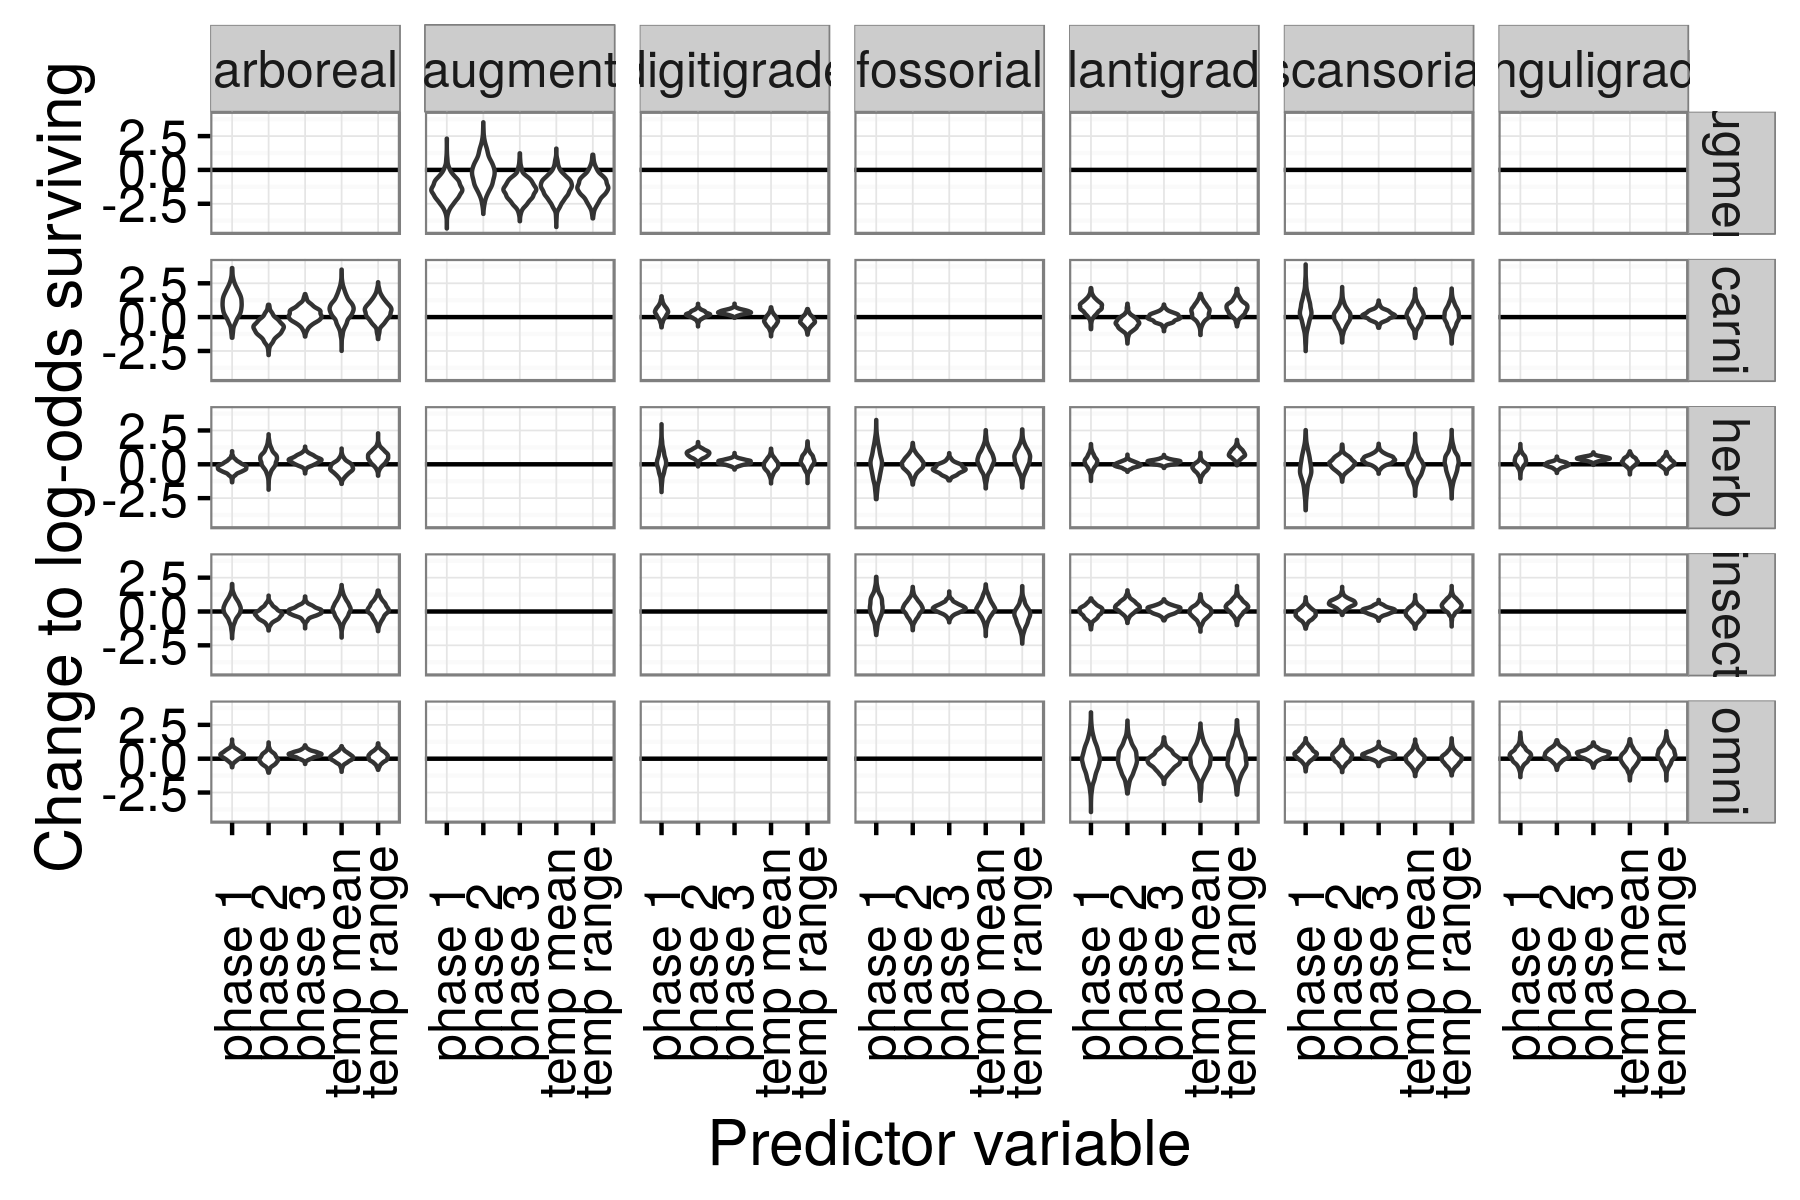 arboreal augment digitigrade fossorial lantigrad scansoria nguligrad
ugmer
carni
herb
insect
omni
Change to log-odds surviving
2.5
0.0
-2.5
2.5
0.0
-2.5
2.5
0.0
-2.5
2.5
0.0
-2.5
2.5
0.0
-2.5
phase 1
phase 2
phase 3
temp mean
temp range
phase 1
phase 2
phase 3
temp mean
temp range
phase 1
phase 2
phase 3
temp mean
temp range
phase 1
phase 2
phase 3
temp mean
temp range
phase 1
phase 2
phase 3
temp mean
temp range
phase 1
phase 2
phase 3
temp mean
temp range
phase 1
phase 2
phase 3
temp mean
temp range
Predictor variable